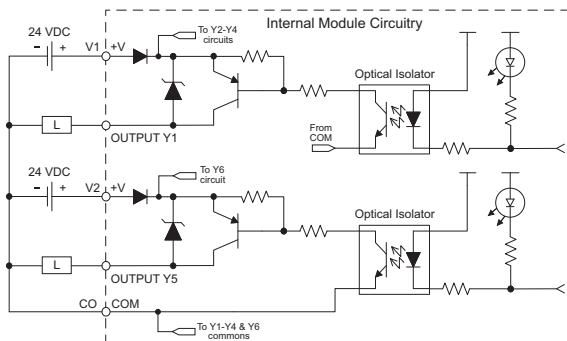 Internal Module Circuitry
24 VDC
- +
V1 +V
To Y2-Y4
circuits
Optical Isolator
L
OUTPUT Y1
From
COM
24 VDC
- +
V2 +V
To Y6
circuit
Optical Isolator
L
OUTPUT Y5
CO COM
To Y1-Y4 & Y6
commons